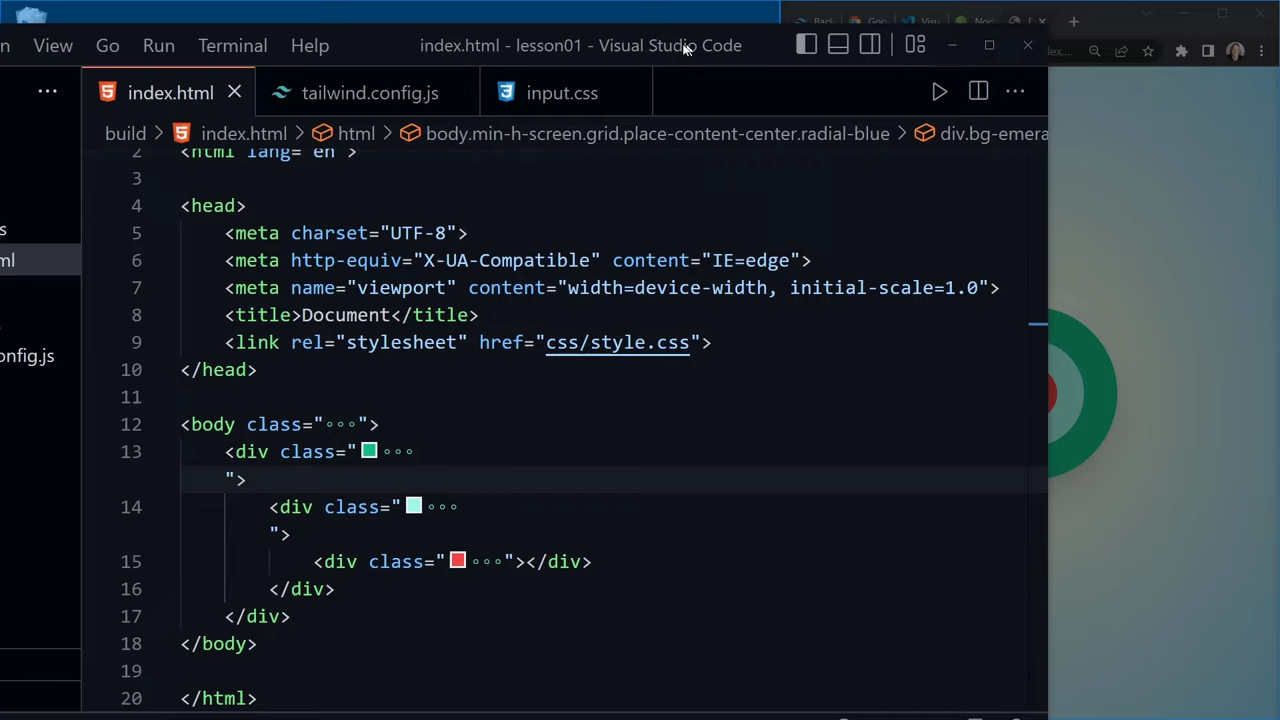 n View Go Run Terminal Help index.html - lesson01 - Visual Studio Code
index.html tailwind.config.js input.css
build > index.html > html > body.min-h-screen.grid.place-content-center.radial-blue > div.bg-emera
s
ml
onfig.js
2 <html lang="en">
3
4 <head>
5 <meta charset="UTF-8">
6 <meta http-equiv="X-UA-Compatible" content="IE=edge">
7 <meta name="viewport" content="width=device-width, initial-scale=1.0">
8 <title>Document</title>
9 <link rel="stylesheet" href="css/style.css">
10 </head>
11
12 <body class="•••">
13 <div class="•••
">
14 <div class="•••
">
15 <div class="•••"></div>
16 </div>
17 </div>
18 </body>
19
20 </html>